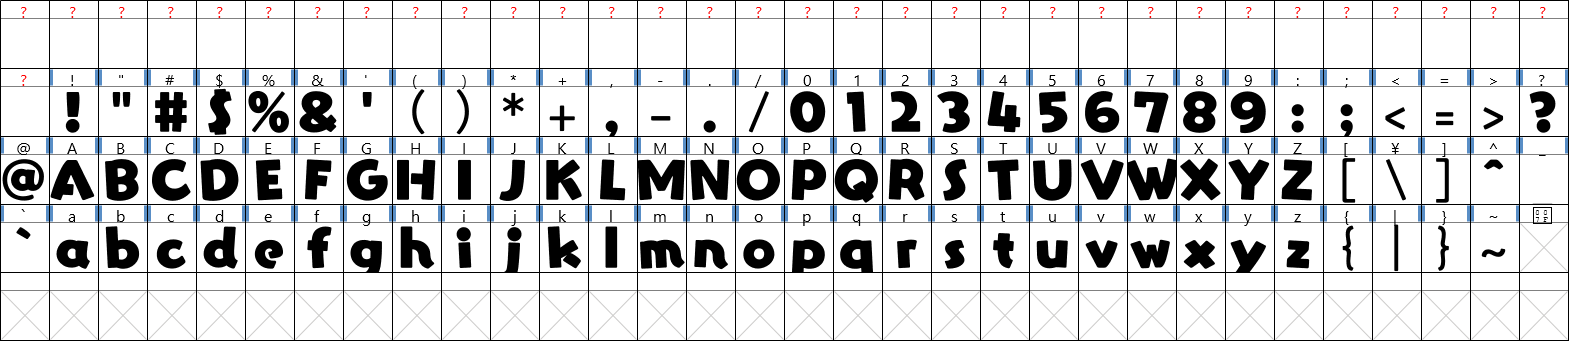 ? ? ? ? ? ? ? ? ? ? ? ? ? ? ? ? ? ? ? ? ? ? ? ? ? ? ? ? ? ? ? ?
? ! " # $ % & ' ( ) * + , - . / 0 1 2 3 4 5 6 7 8 9 : ; < = > ?
! " # $ % & ' ( ) * + , - . / 0 1 2 3 4 5 6 7 8 9 : ; < = > ?
@ A B C D E F G H I J K L M N O P Q R S T U V W X Y Z [ ¥ ] ^ _
@ A B C D E F G H I J K L M N O P Q R S T U V W X Y Z [ \ ] ^
` a b c d e f g h i j k l m n o p q r s t u v w x y z { | } ~ 007F
` a b c d e f g h i j k l m n o p q r s t u v w x y z { | } ~